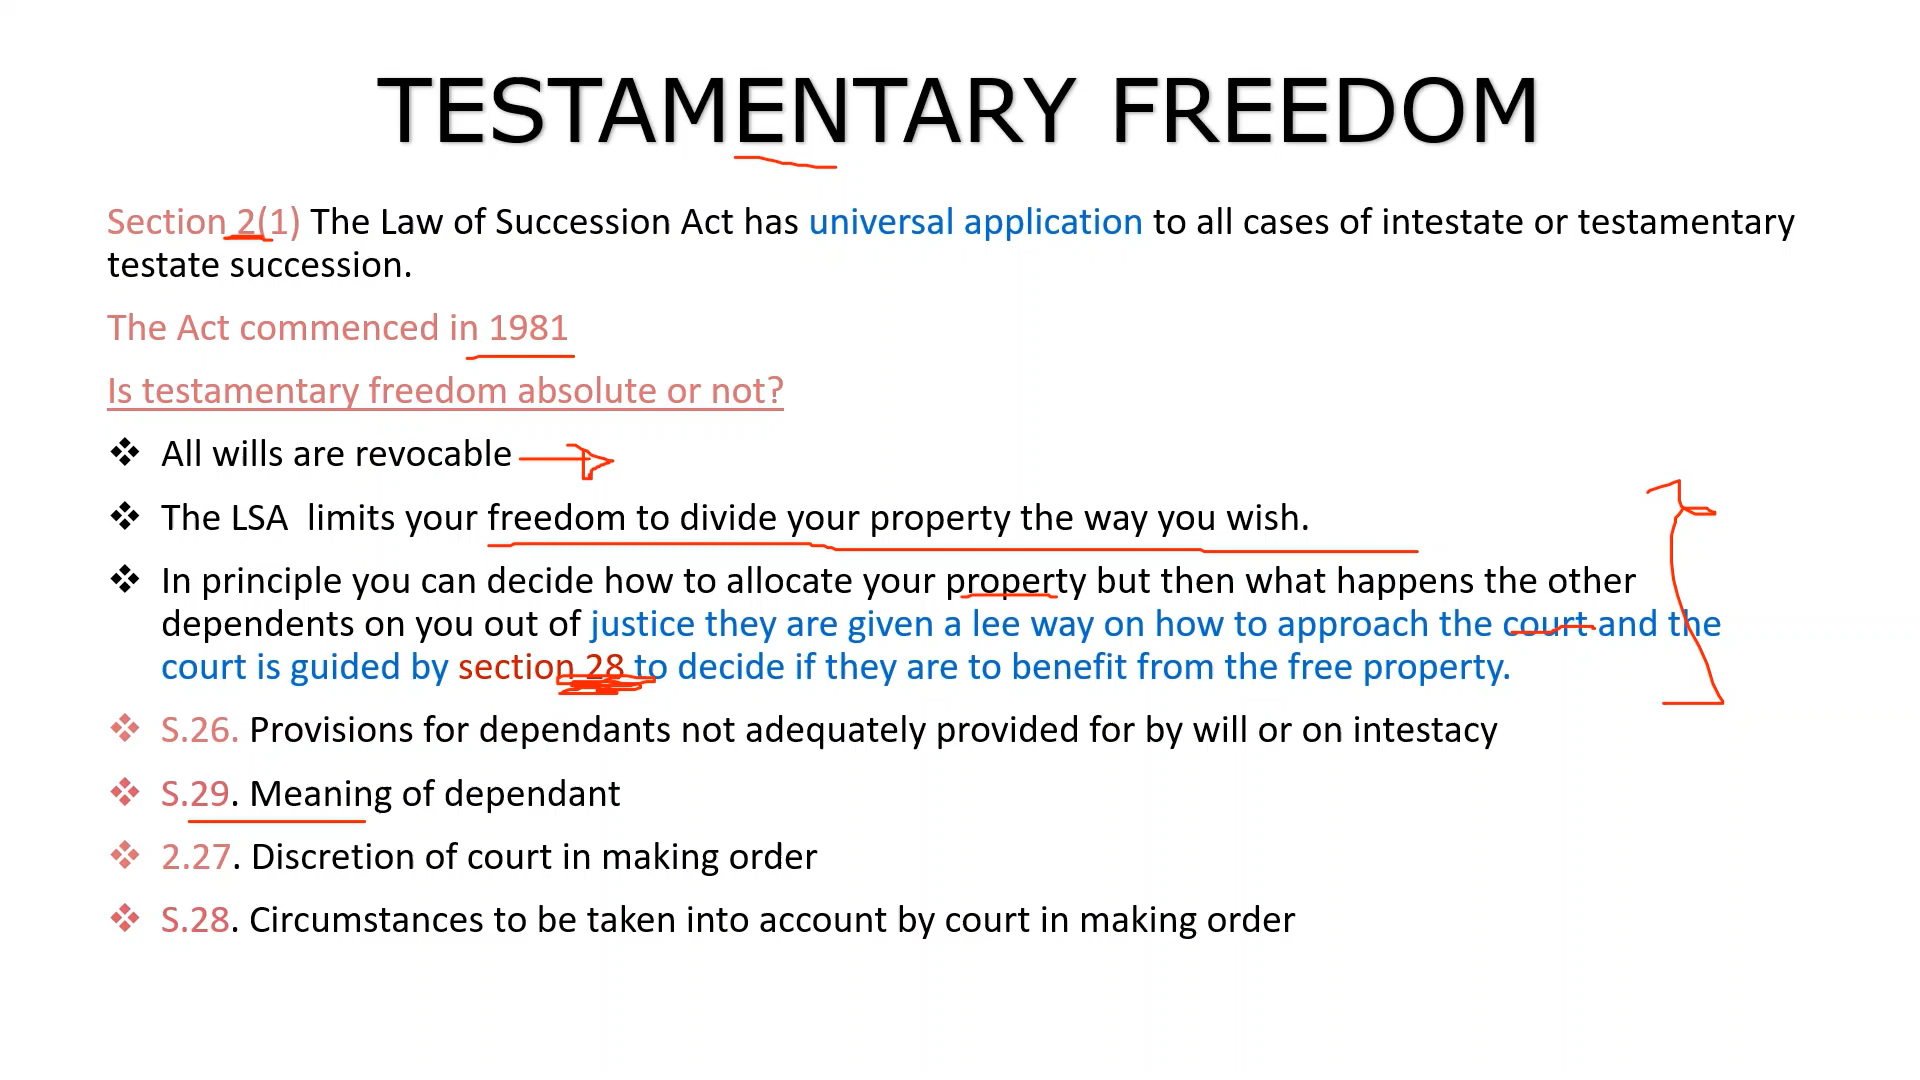 TESTAMENTARY FREEDOM
Section 2(1) The Law of Succession Act has universal application to all cases of intestate or testamentary
testate succession.
The Act commenced in 1981
Is testamentary freedom absolute or not?
❖ All wills are revocable
❖ The LSA limits your freedom to divide your property the way you wish.
❖ In principle you can decide how to allocate your property but then what happens the other
dependents on you out of justice they are given a lee way on how to approach the court and the
court is guided by section 28 to decide if they are to benefit from the free property.
❖ S.26. Provisions for dependants not adequately provided for by will or on intestacy
❖ S.29. Meaning of dependant
❖ 2.27. Discretion of court in making order
❖ S.28. Circumstances to be taken into account by court in making order